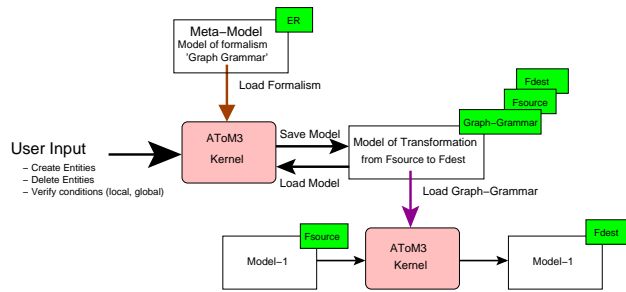 ER
Meta−Model
Model of formalism
'Graph Grammar'
Load Formalism
Fdest
Fsource
Graph−Grammar
User Input
− Create Entities
− Delete Entities
− Verify conditions (local, global)
AToM3
Kernel
Save Model
Load Model
Model of Transformation
from Fsource to Fdest
Load Graph−Grammar
Fsource
Model−1
AToM3
Kernel
Fdest
Model−1